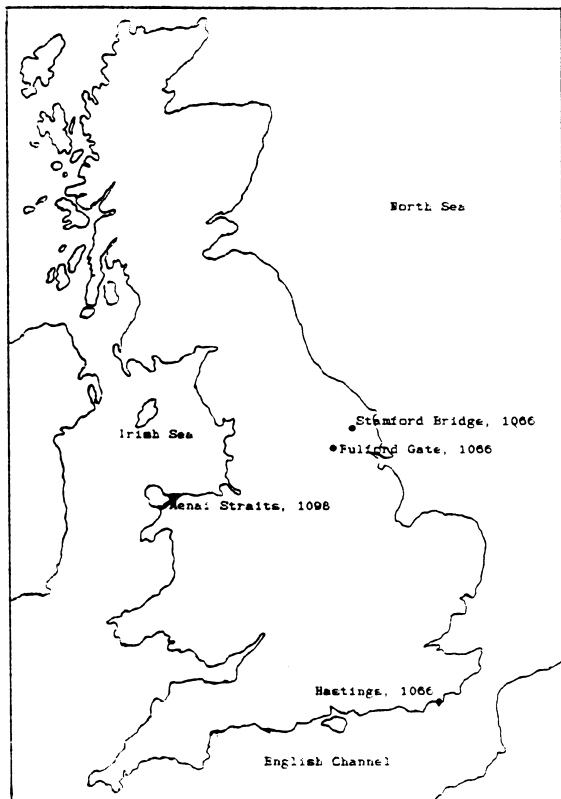 North Sea
Stamford Bridge, 1066
Irish Sea
Fulford Gate, 1066
Menai Straits, 1098
Hastings, 1066
English Channel